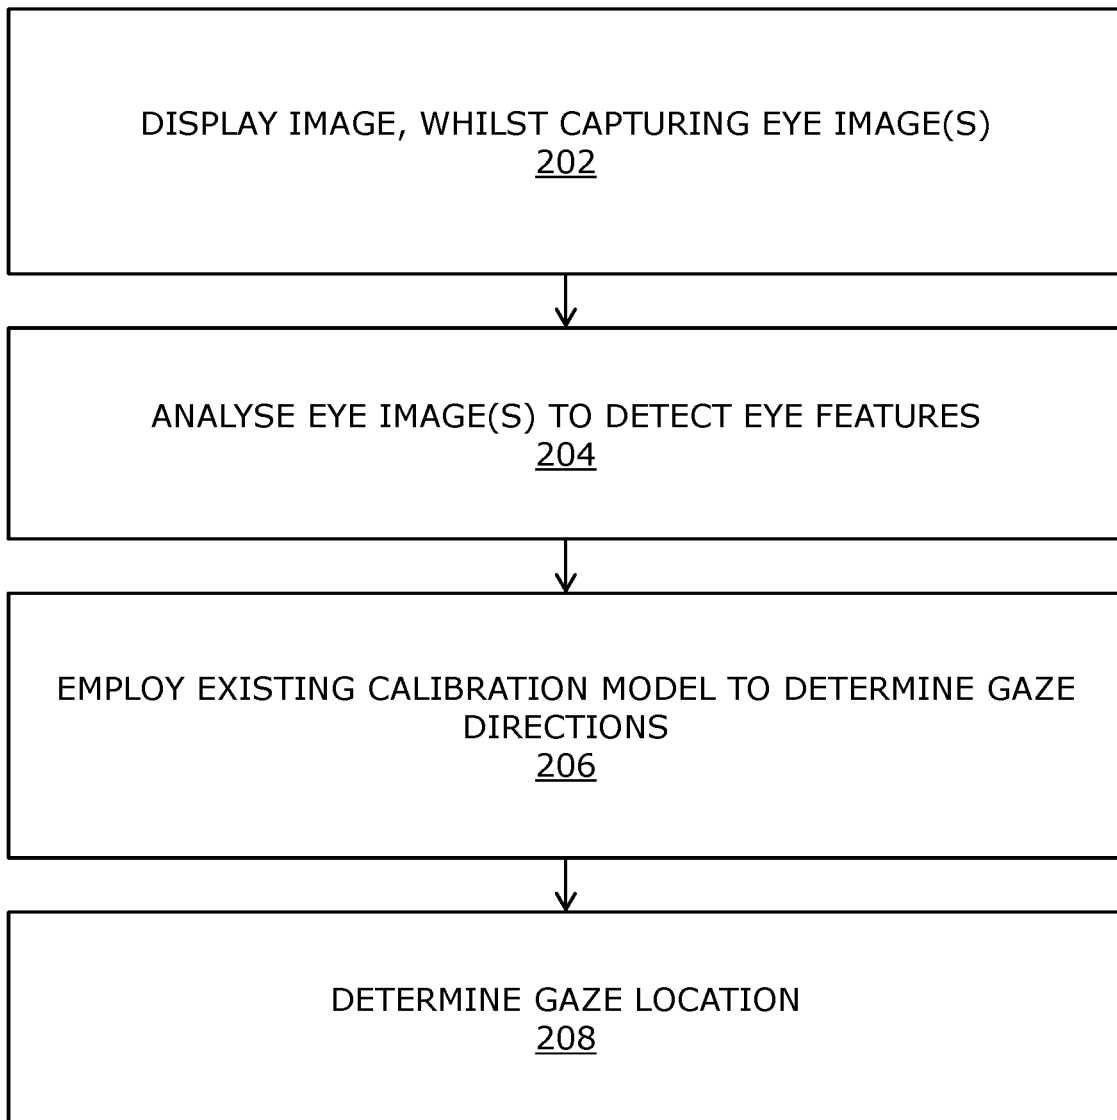 DISPLAY IMAGE, WHILST CAPTURING EYE IMAGE(S)
202
ANALYSE EYE IMAGE(S) TO DETECT EYE FEATURES
204
EMPLOY EXISTING CALIBRATION MODEL TO DETERMINE GAZE
DIRECTIONS
206
DETERMINE GAZE LOCATION
208